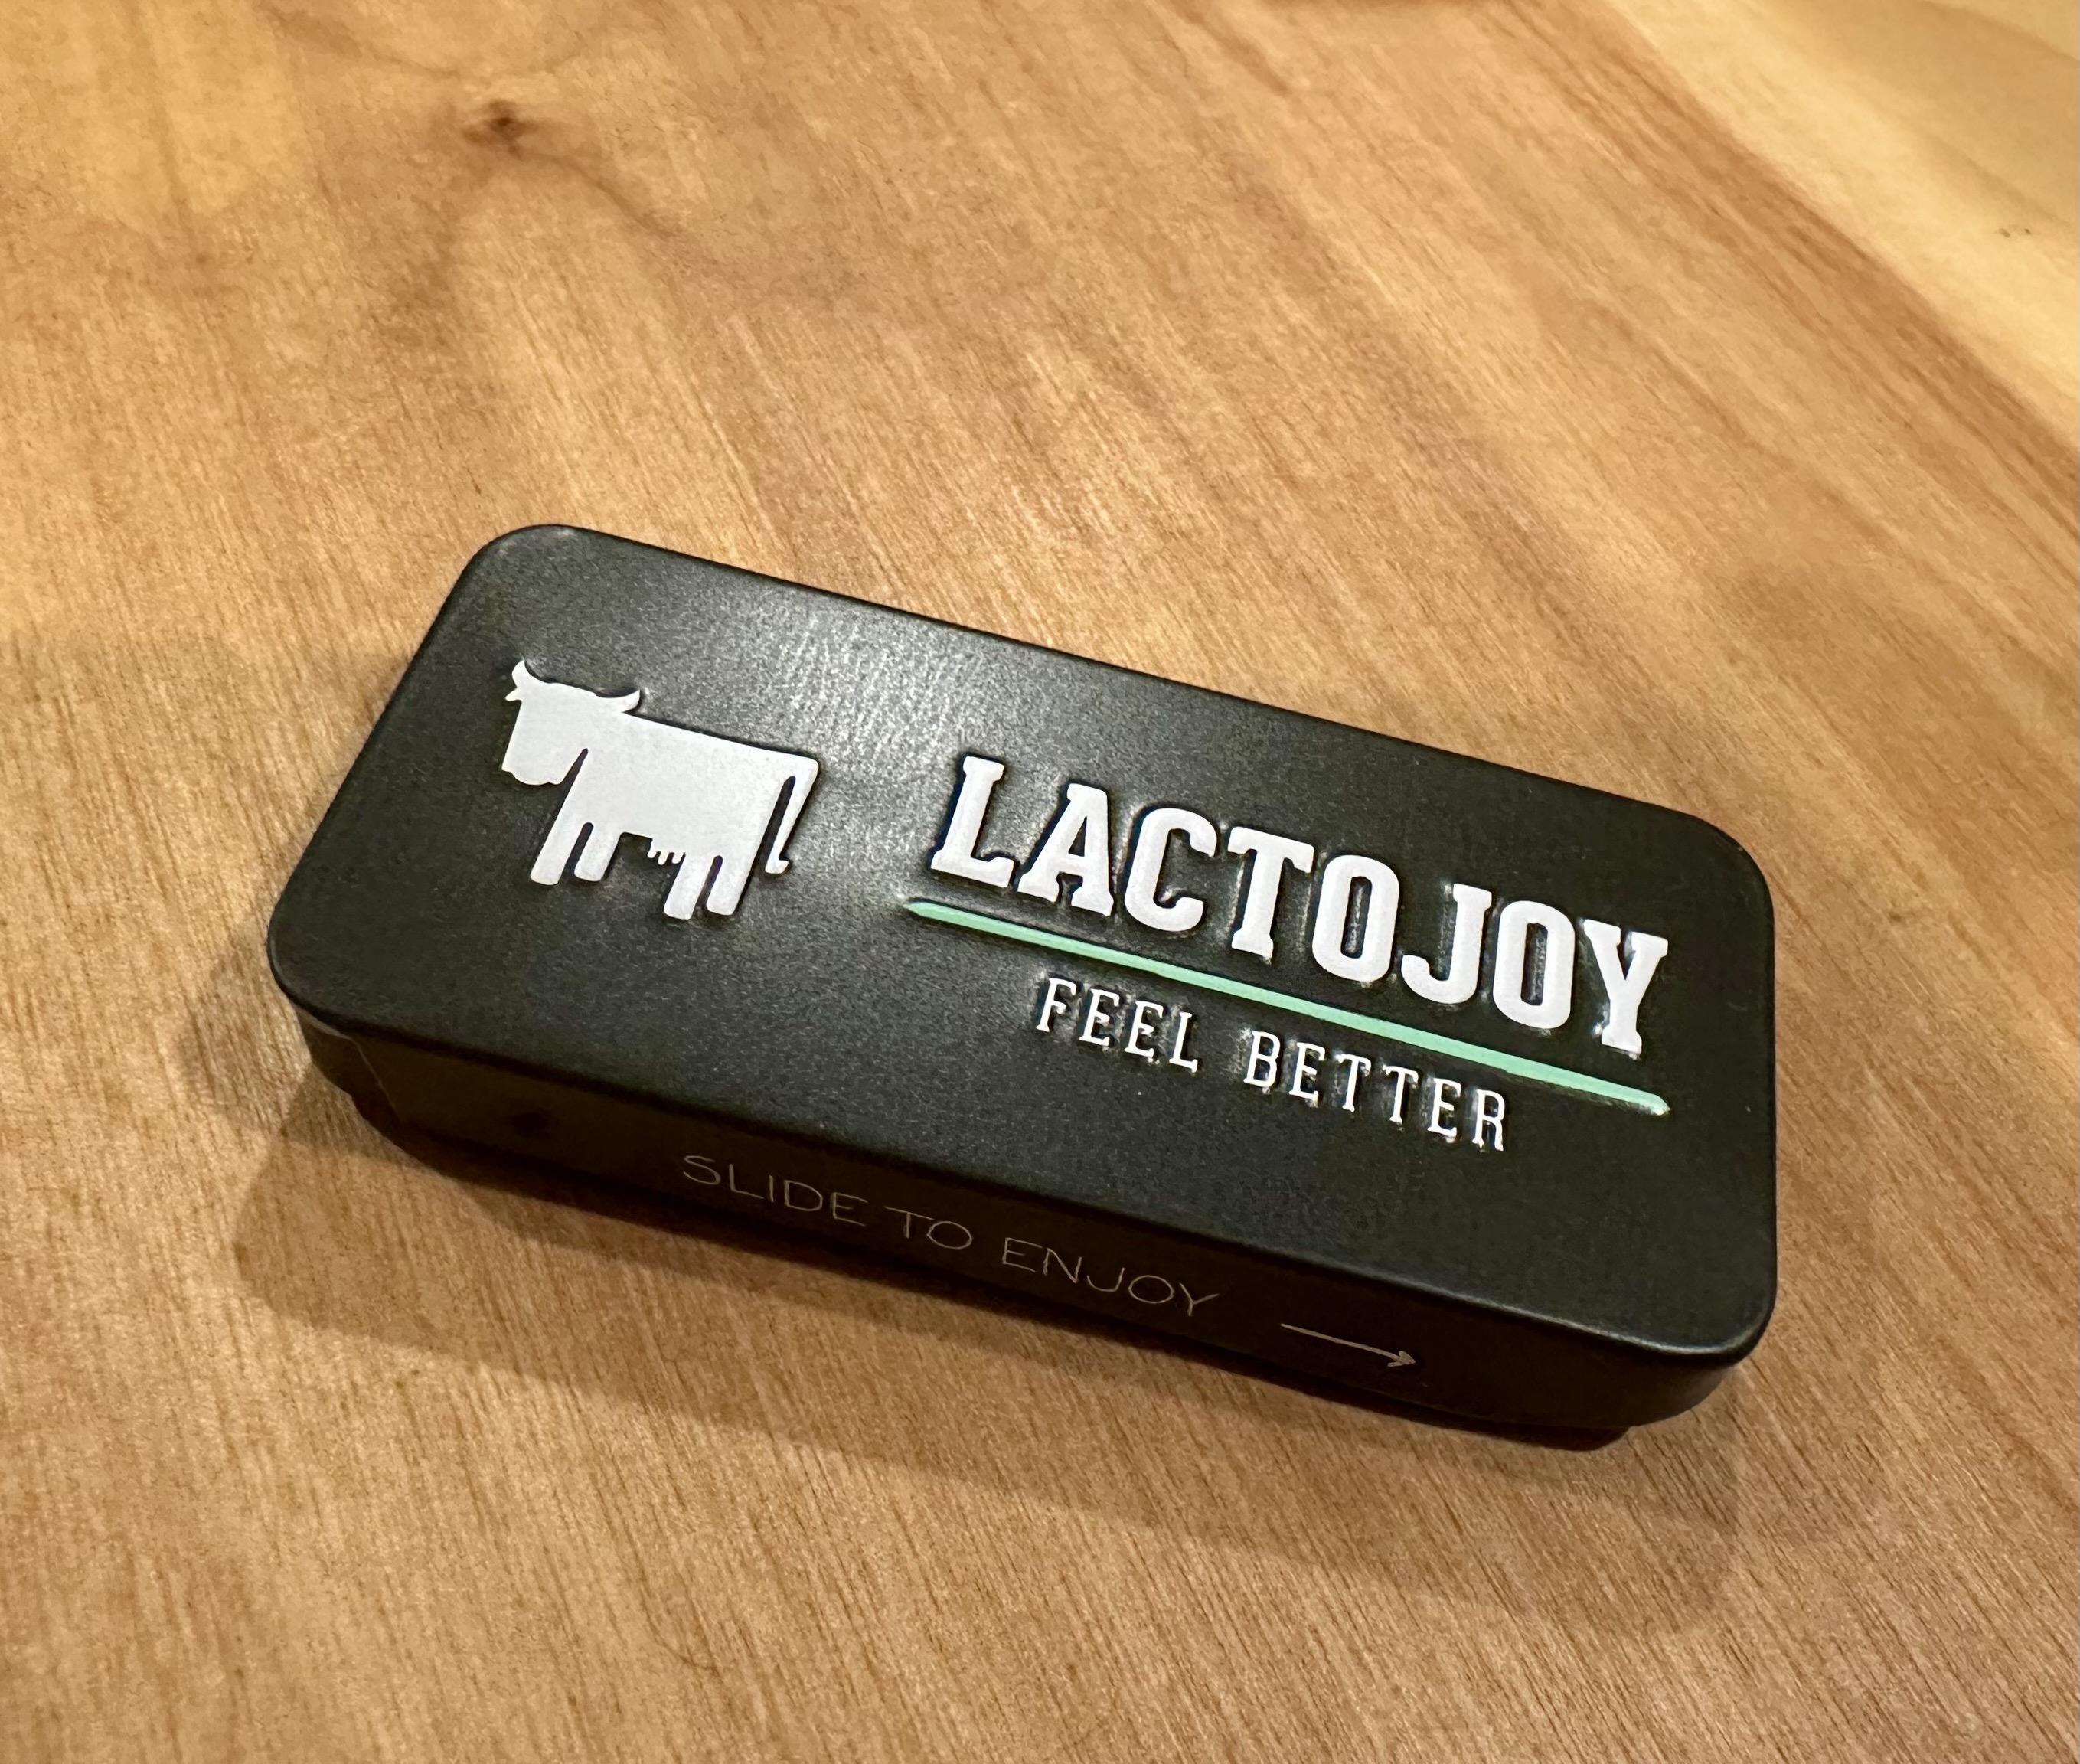 LACTOJOY
FEEL BETTER
SLIDE TO ENJOY →